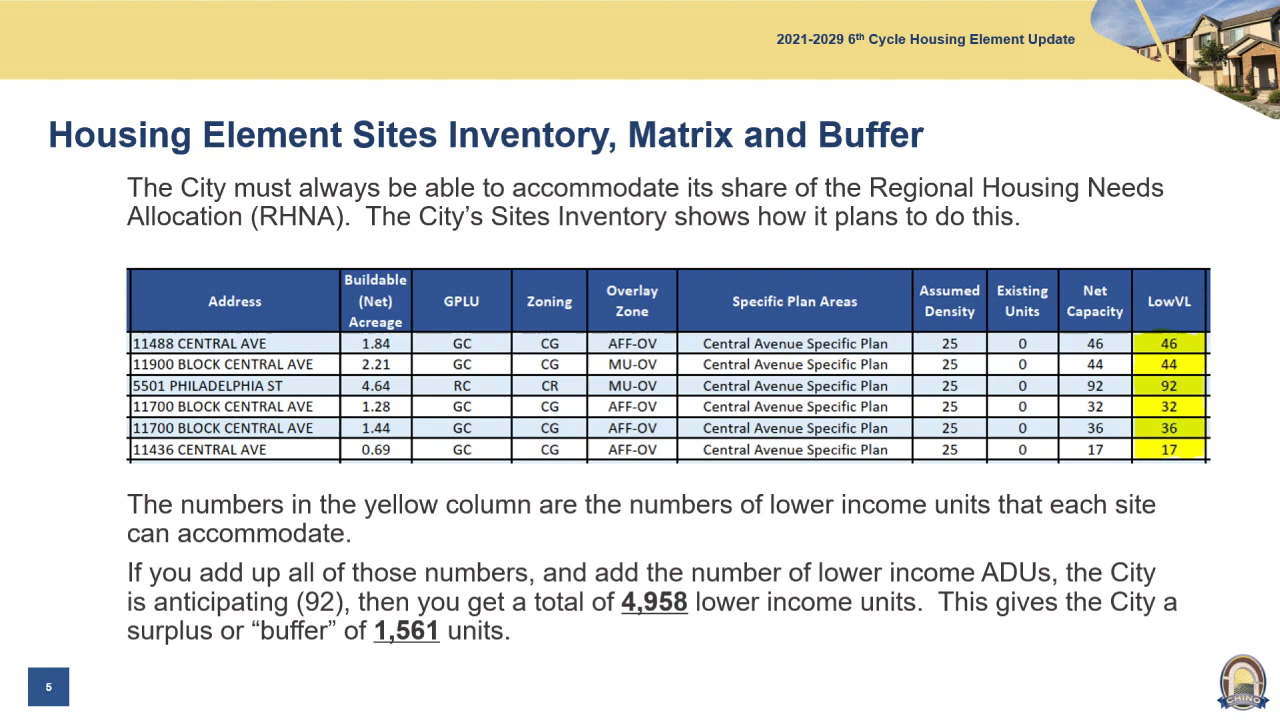 2021-2029 6th Cycle Housing Element Update
Housing Element Sites Inventory, Matrix and Buffer
The City must always be able to accommodate its share of the Regional Housing Needs
Allocation (RHNA).  The City’s Sites Inventory shows how it plans to do this.
Address Buildable (Net) Acreage GPLU Zoning Overlay Zone Specific Plan Areas Assumed Density Existing Units Net Capacity LowVL
11488 CENTRAL AVE 1.84 GC CG AFF-OV Central Avenue Specific Plan 25 0 46 46
11900 BLOCK CENTRAL AVE 2.21 GC CG MU-OV Central Avenue Specific Plan 25 0 44 44
5501 PHILADELPHIA ST 4.64 RC CR MU-OV Central Avenue Specific Plan 25 0 92 92
11700 BLOCK CENTRAL AVE 1.28 GC CG AFF-OV Central Avenue Specific Plan 25 0 32 32
11700 BLOCK CENTRAL AVE 1.44 GC CG AFF-OV Central Avenue Specific Plan 25 0 36 36
11436 CENTRAL AVE 0.69 GC CG AFF-OV Central Avenue Specific Plan 25 0 17 17
The numbers in the yellow column are the numbers of lower income units that each site
can accommodate.
If you add up all of those numbers, and add the number of lower income ADUs, the City
is anticipating (92), then you get a total of 4,958 lower income units.  This gives the City a
surplus or “buffer” of 1,561 units.
5
CHINO